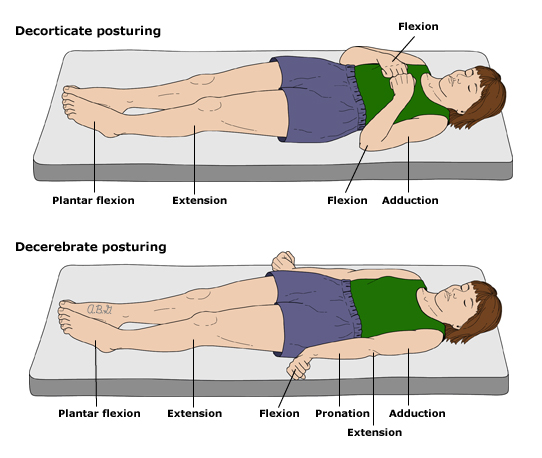 Decorticate posturing
Flexion
Plantar flexion Extension Flexion Adduction
Decerebrate posturing
Plantar flexion Extension Flexion Pronation Adduction
Extension